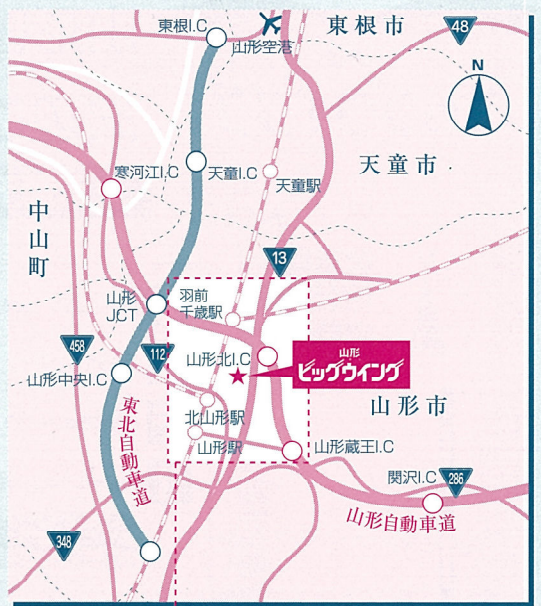 東根I.C
山形空港
東根市
48
N
寒河江I.C
天童I.C
天童駅
天童市
中山町
13
山形
JCT
羽前
千歳駅
458
112
山形北I.C
山形
ビッグウイング
山形中央I.C
東北自動車道
北山形駅
山形駅
山形市
山形蔵王I.C
関沢I.C
286
山形自動車道
348